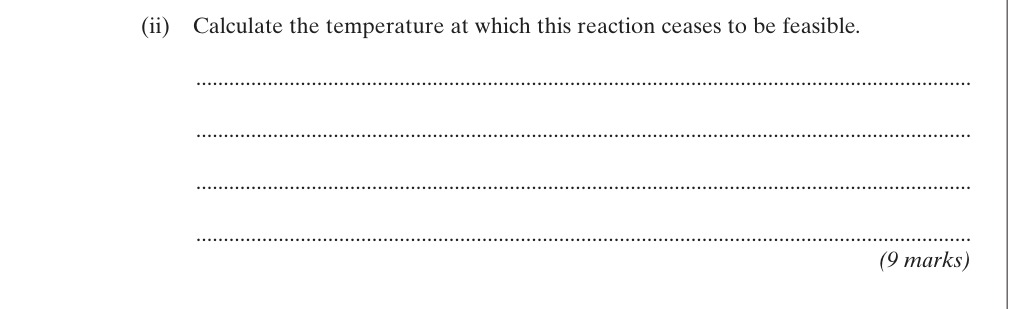 (ii) Calculate the temperature at which this reaction ceases to be feasible.
(9 marks)